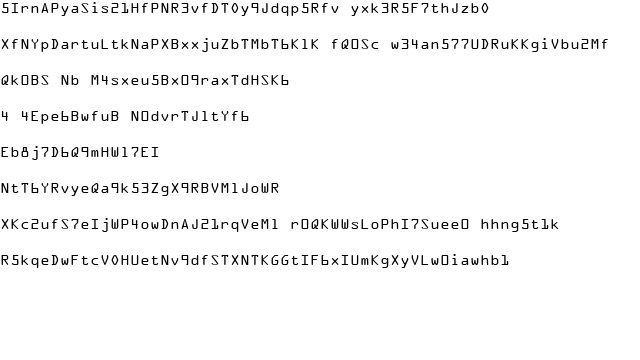 5IrnAPyaSis21HfPNR3vfDT0y9Jdqp5Rfv yxk3R5F7thJzb0
XfNYpDartuLtkNaPXBxxjuZbTMbT6K1K fQ0Sc w34an577UDRuKKgiVbu2Mf
Qk0BS Nb M4sxeu5Bx09raxTdHSK6
4 4Epe6BwfuB N0dvrTJ1tYf6
Eb8j7D6Q9mHW17EI
NtT6YRvyeQa9k53ZgX9RBVM1JoWR
XKc2ufS7eIjWP4owDnAJ21rqVeM1 r0QKWWsLoPhI7Suee0 hhng5t1k
R5kqeDwFtcV0HUetNv9dfSTXNTKGGtIF6xIUmKgXyVLw0iawhb1